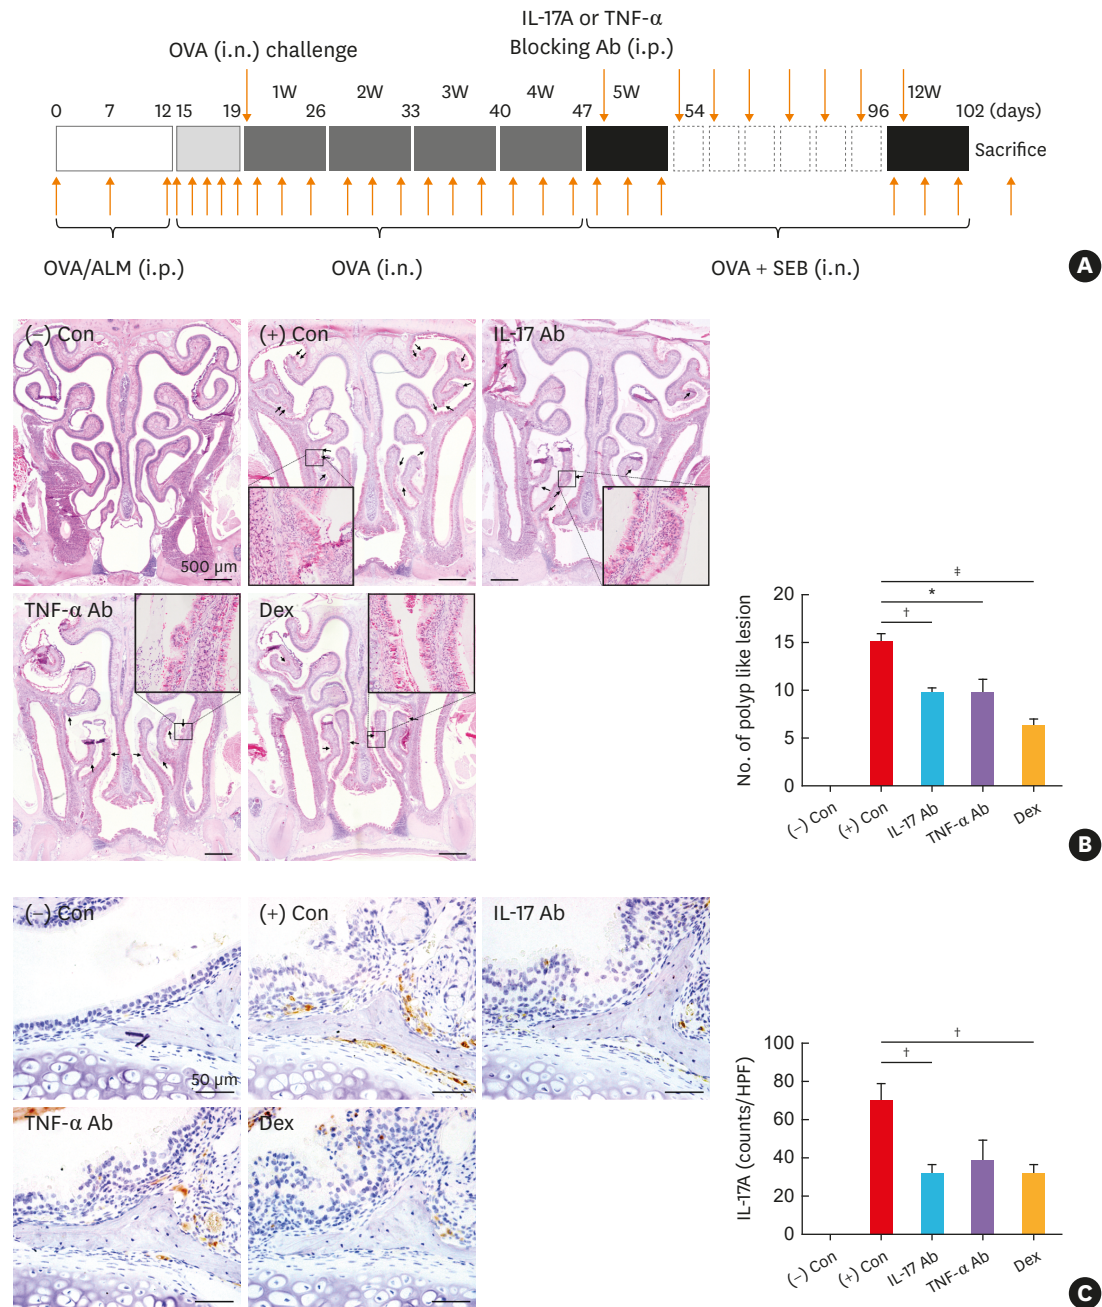 IL-17A or TNF-α
OVA (i.n.) challenge
Blocking Ab (i.p.)
1W 2W 3W 4W 5W 12W
0 7 12 15 19 26 33 40 47 54 96 102 (days)
Sacrifice
OVA/ALM (i.p.)
OVA (i.n.)
OVA + SEB (i.n.)
A
(−) Con
(+) Con
IL-17 Ab
500 μm
TNF-α Ab
Dex
No. of polyp like lesion
20
15
10
5
0
‡
*
†
(−) Con
(+) Con
IL-17 Ab
TNF-α Ab
Dex
B
(−) Con
(+) Con
IL-17 Ab
50 μm
TNF-α Ab
Dex
IL-17A (counts/HPF)
100
80
60
40
20
0
†
†
(−) Con
(+) Con
IL-17 Ab
TNF-α Ab
Dex
C